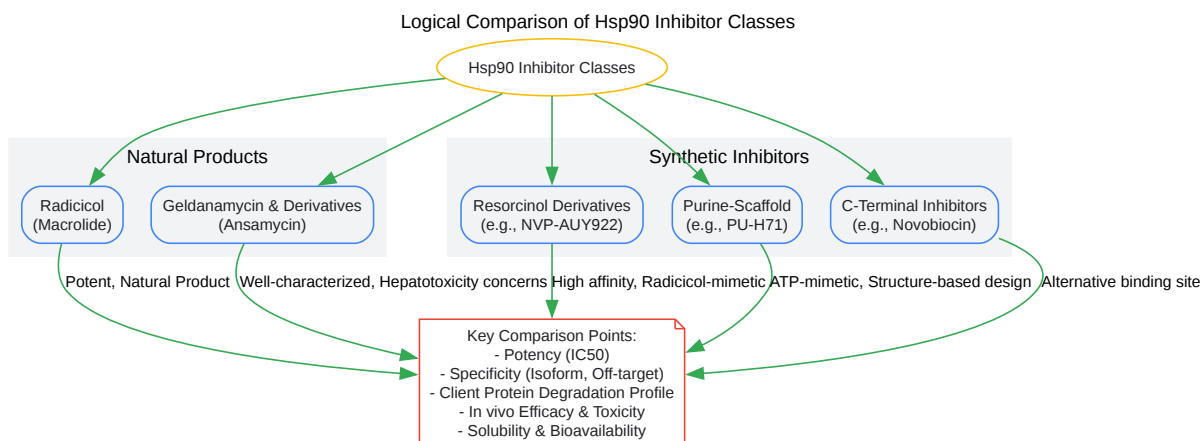 Logical Comparison of Hsp90 Inhibitor Classes
Hsp90 Inhibitor Classes
Natural Products
Synthetic Inhibitors
Radicicol
(Macrolide)
Geldanamycin & Derivatives
(Ansamycin)
Resorcinol Derivatives
(e.g., NVP-AUY922)
Purine-Scaffold
(e.g., PU-H71)
C-Terminal Inhibitors
(e.g., Novobiocin)
Potent, Natural Product
Well-characterized, Hepatotoxicity concerns
High affinity, Radicicol-mimetic
ATP-mimetic, Structure-based design
Alternative binding site
Key Comparison Points:
- Potency (IC50)
- Specificity (Isoform, Off-target)
- Client Protein Degradation Profile
- In vivo Efficacy & Toxicity
- Solubility & Bioavailability